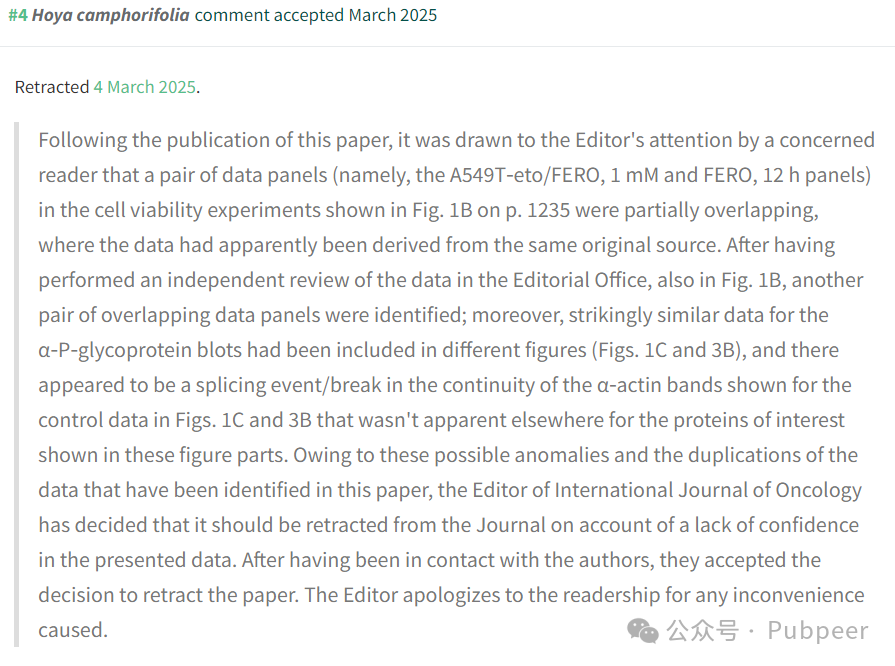 #4 Hoya camphorifolia comment accepted March 2025
Retracted 4 March 2025.
Following the publication of this paper, it was drawn to the Editor's attention by a concerned
reader that a pair of data panels (namely, the A549T-eto/FERO, 1 mM and FERO, 12 h panels)
in the cell viability experiments shown in Fig. 1B on p. 1235 were partially overlapping,
where the data had apparently been derived from the same original source. After having
performed an independent review of the data in the Editorial Office, also in Fig. 1B, another
pair of overlapping data panels were identified; moreover, strikingly similar data for the
α-P-glycoprotein blots had been included in different figures (Figs. 1C and 3B), and there
appeared to be a splicing event/break in the continuity of the α-actin bands shown for the
control data in Figs. 1C and 3B that wasn't apparent elsewhere for the proteins of interest
shown in these figure parts. Owing to these possible anomalies and the duplications of the
data that have been identified in this paper, the Editor of International Journal of Oncology
has decided that it should be retracted from the Journal on account of a lack of confidence
in the presented data. After having been in contact with the authors, they accepted the
decision to retract the paper. The Editor apologizes to the readership for any inconvenience
caused.
公众号 · Pubpeer